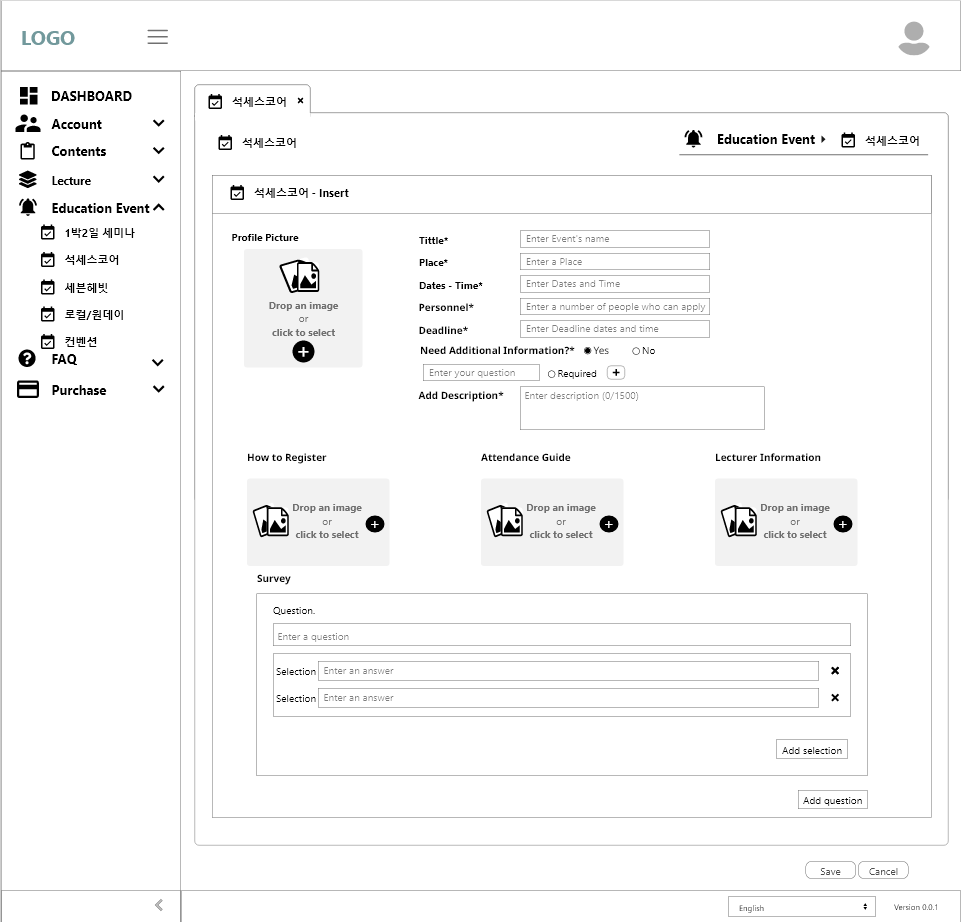 LOGO
DASHBOARD
Account
Contents
Lecture
Education Event
1박2일 세미나
석세스코어
세븐헤빗
로컬/원데이
컨벤션
FAQ
Purchase
석세스코어 ×
석세스코어
Education Event 석세스코어
석세스코어 - Insert
Profile Picture
Drop an image
or
click to select
Tittle* Enter Event's name
Place* Enter a Place
Dates - Time* Enter Dates and Time
Personnel* Enter a number of people who can apply
Deadline* Enter Deadline dates and time
Need Additional Information?* Yes No
Enter your question Required +
Add Description* Enter description (0/1500)
How to Register Attendance Guide Lecturer Information
Drop an image Drop an image Drop an image
or or or
click to select click to select click to select
Survey
Question.
Enter a question
Selection Enter an answer
Selection Enter an answer
Add selection
Add question
Save Cancel
English Version 0.0.1